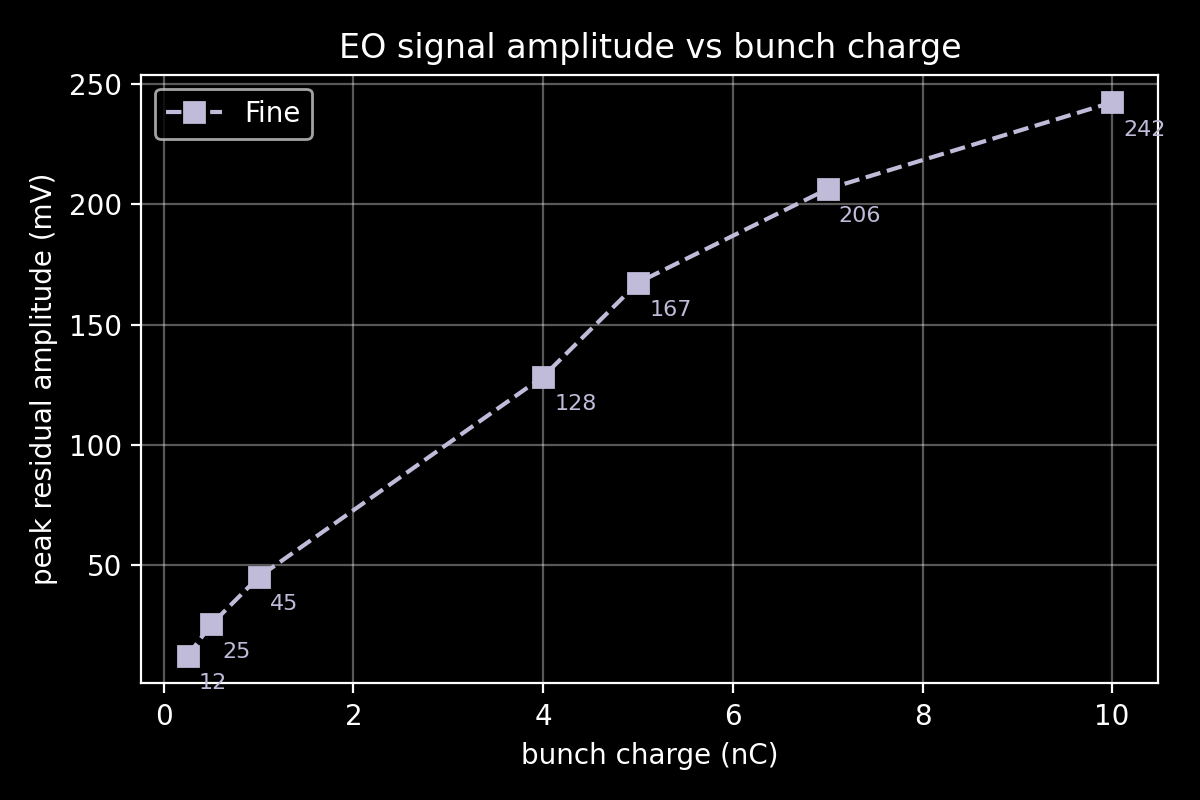 EO signal amplitude vs bunch charge
Fine
peak residual amplitude (mV)
250
200
150
100
50
242
206
167
128
45
25
12
0 2 4 6 8 10
bunch charge (nC)